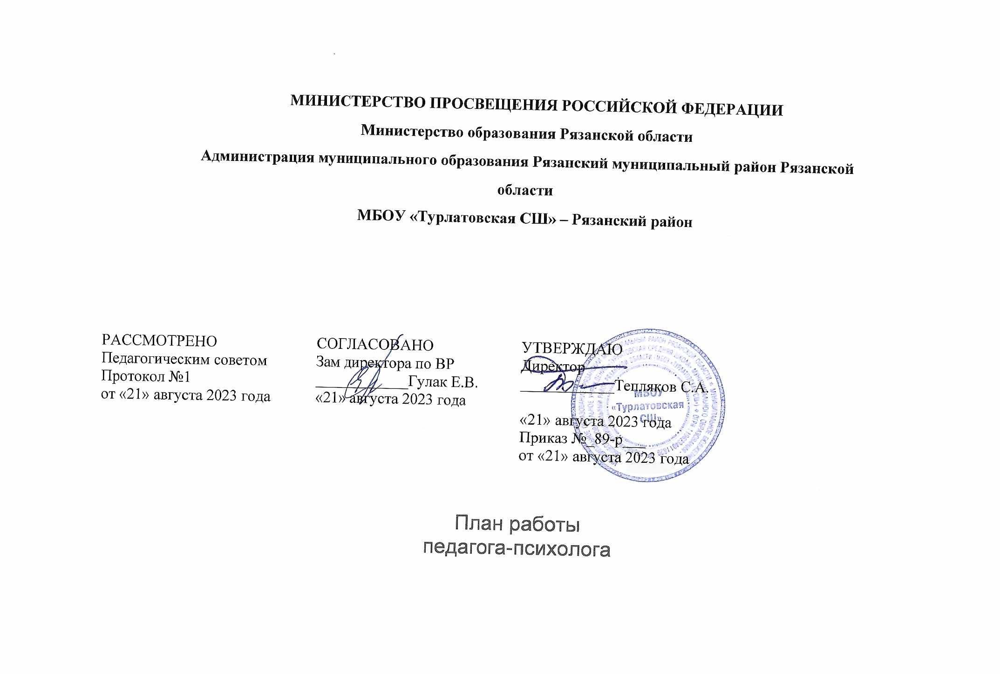 МИНИСТЕРСТВО ПРОСВЕЩЕНИЯ РОССИЙСКОЙ ФЕДЕРАЦИИ
Министерство образования Рязанской области
Администрация муниципального образования Рязанский муниципальный район Рязанской
области
МБОУ «Турлатовская СШ» – Рязанский район
РАССМОТРЕНО
Педагогическим советом
Протокол №1
от «21» августа 2023 года
СОГЛАСОВАНО
Зам директора по ВР
____________Гулак Е.В.
«21» августа 2023 года
УТВЕРЖДАЮ
Директор
____________Тепляков С.А.
«21» августа 2023 года
Приказ №_89-р___
от «21» августа 2023 года
МБОУ
«Турлатовская
СШ»
План работы
педагога-психолога